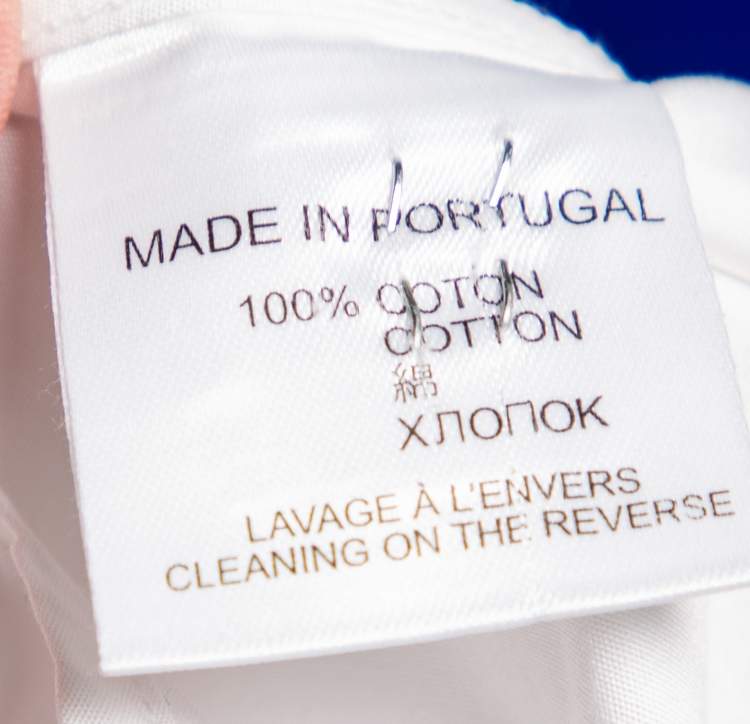 MADE IN PORTUGAL
100% COTON
COTTON
綿
ХЛОПОК
LAVAGE À L'ENVERS
CLEANING ON THE REVERSE